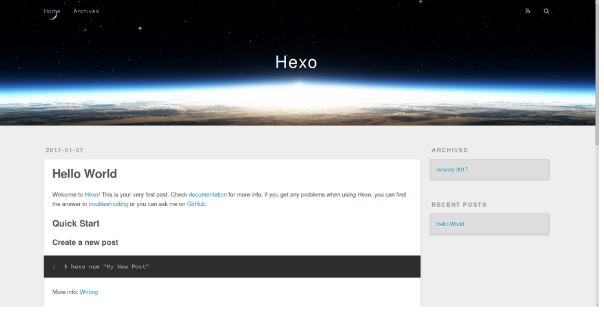 Home Archives
Hexo
2017-01-07
Hello World
Welcome to Hexo! This is your very first post. Check documentation for more info. If you get any problems when using Hexo, you can find
the answer in troubleshooting or you can ask me on GitHub.
Quick Start
Create a new post
1 $ hexo new "My New Post"
More info: Writing
ARCHIVES
January 2017
RECENT POSTS
Hello World